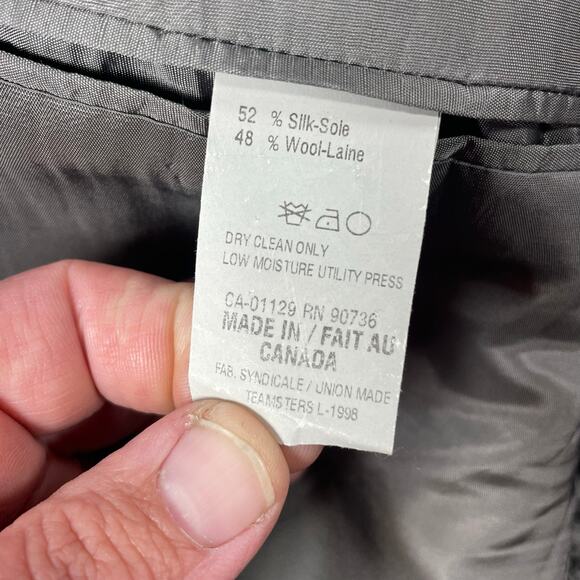 52 % Silk-Soie
48 % Wool-Laine
DRY CLEAN ONLY
LOW MOISTURE UTILITY PRESS
CA-01129 RN 90736
MADE IN / FAIT AU
CANADA
FAB. SYNDICALE / UNION MADE
TEAMSTERS L-1998